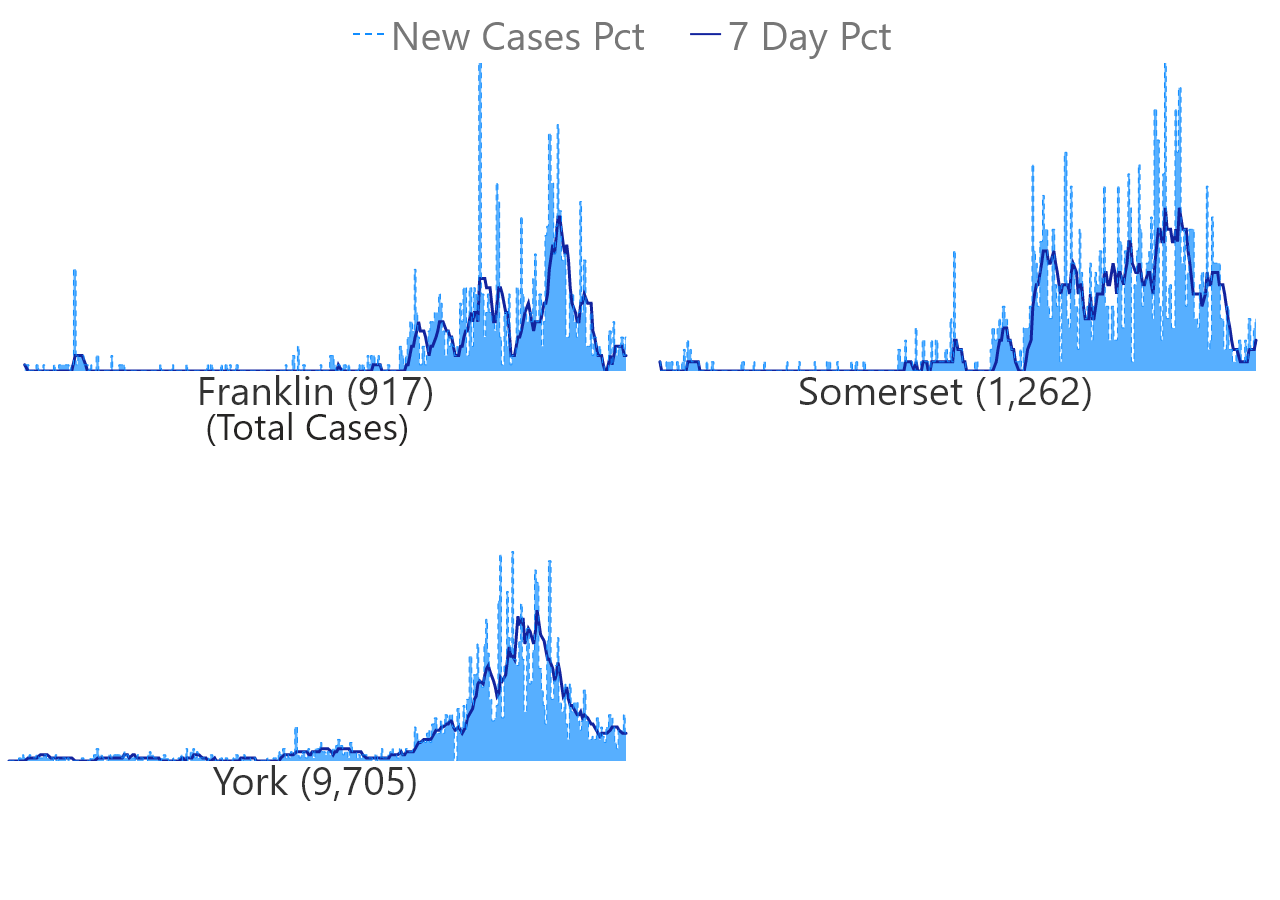 New Cases Pct 7 Day Pct
Franklin (917)
(Total Cases)
Somerset (1,262)
York (9,705)